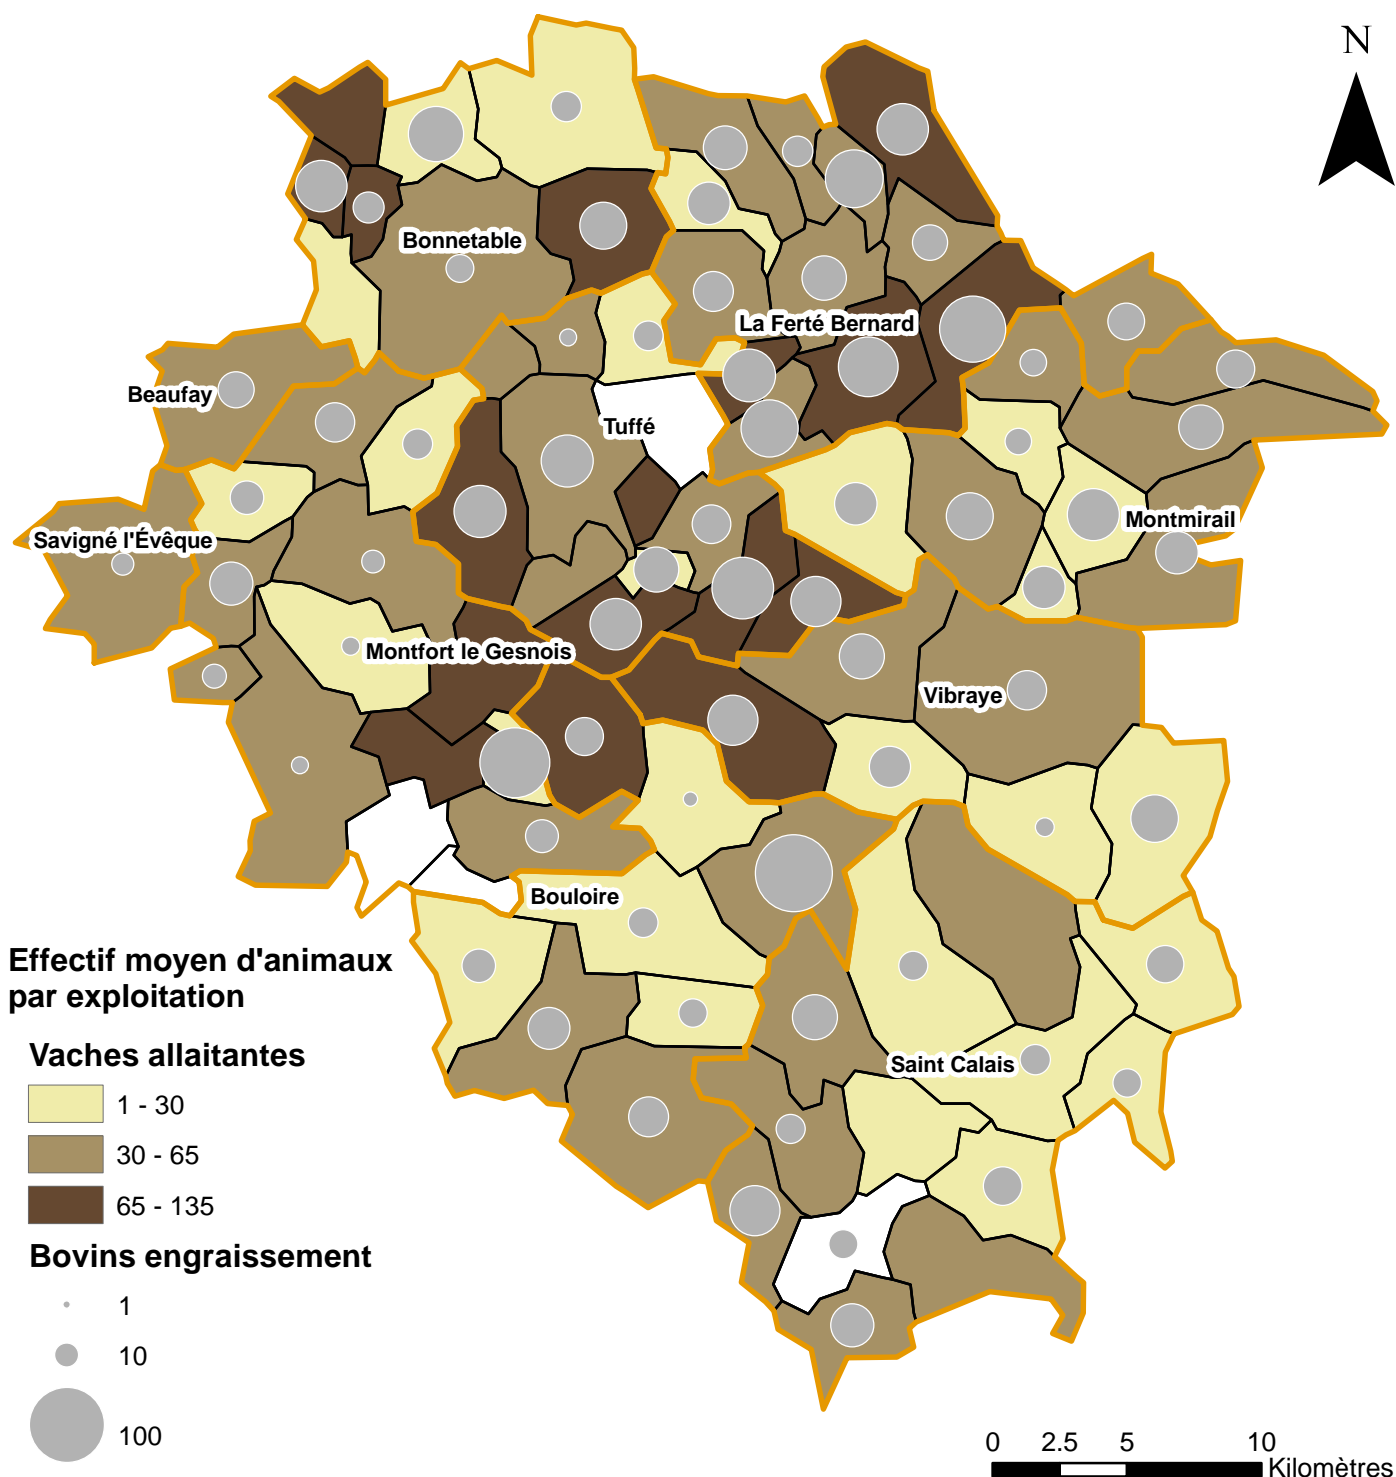 N
Bonnetable
La Ferté Bernard
Beaufay
Tuffé
Savigné l'Évêque
Montmirail
Montfort le Gesnois
Vibraye
Bouloire
Saint Calais
Effectif moyen d'animaux
par exploitation
Vaches allaitantes
1 - 30
30 - 65
65 - 135
Bovins engraissement
1
10
100
0 2.5 5 10
Kilomètres